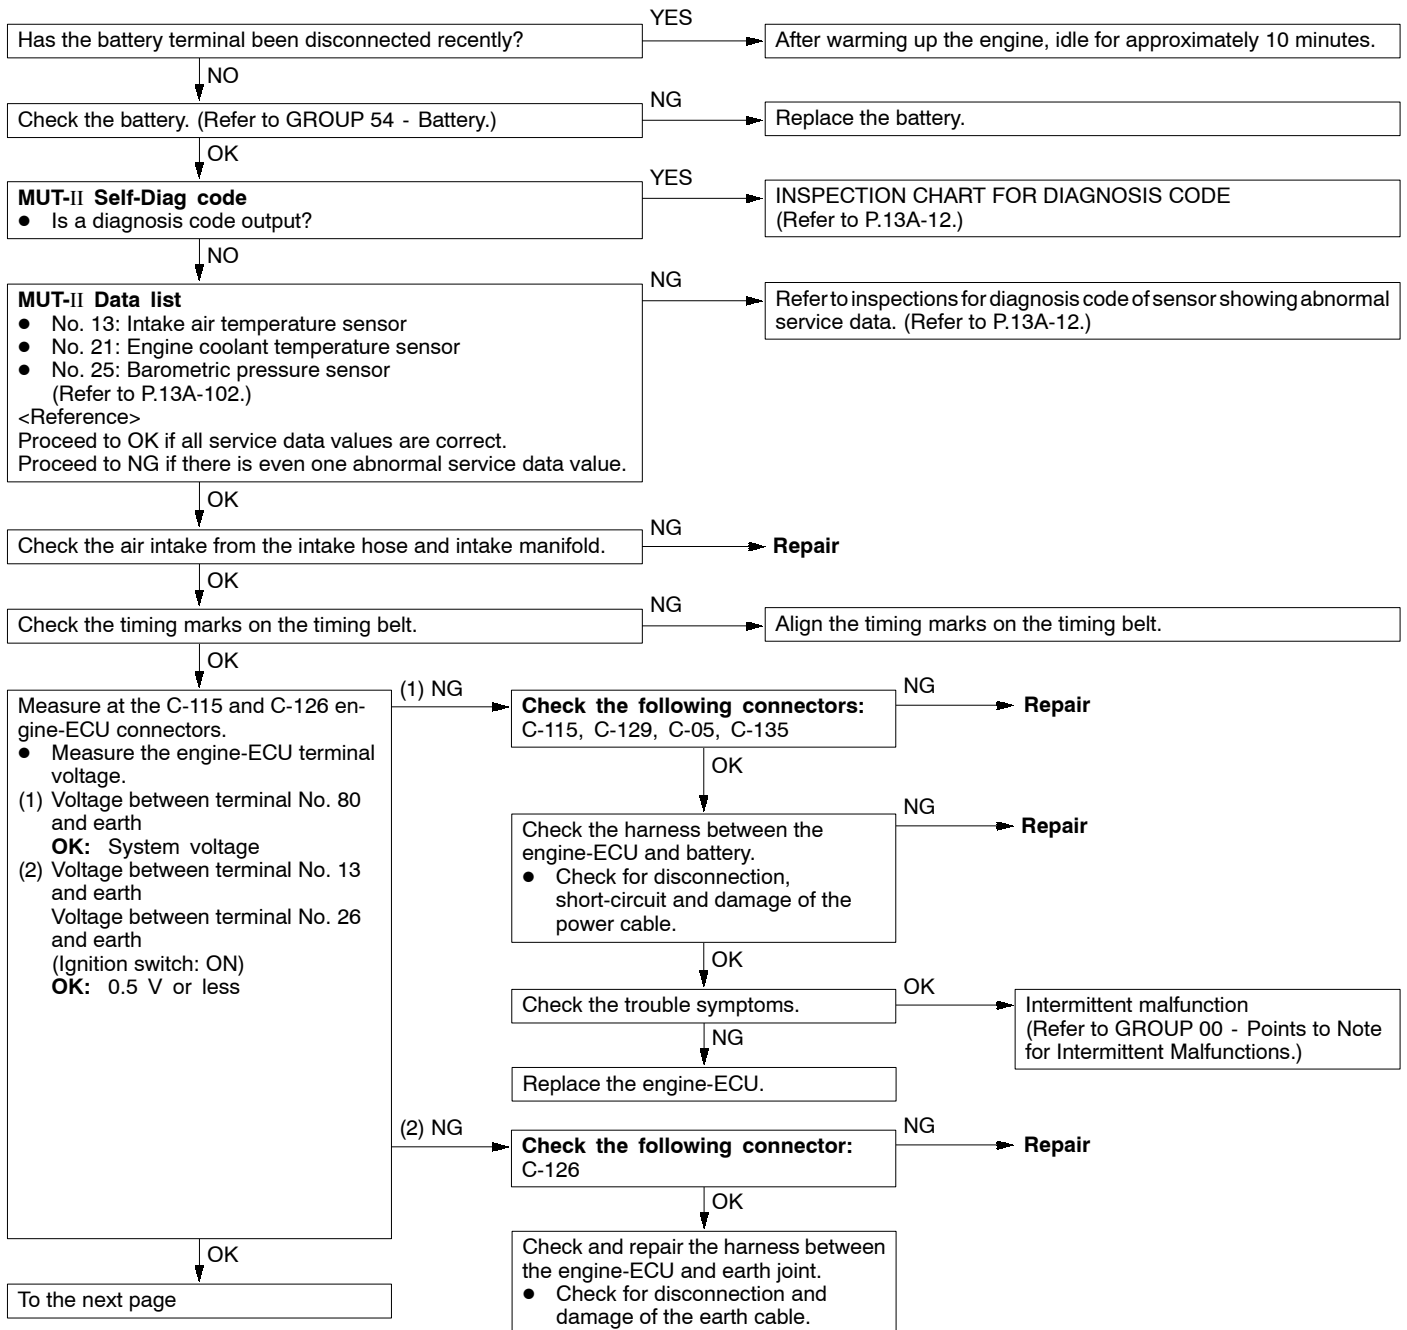 Has the battery terminal been disconnected recently?
YES
After warming up the engine, idle for approximately 10 minutes.
NO
Check the battery. (Refer to GROUP 54 - Battery.)
NG
Replace the battery.
OK
MUT-II Self-Diag code
● Is a diagnosis code output?
YES
INSPECTION CHART FOR DIAGNOSIS CODE
(Refer to P.13A-12.)
NO
MUT-II Data list
● No. 13: Intake air temperature sensor
● No. 21: Engine coolant temperature sensor
● No. 25: Barometric pressure sensor
(Refer to P.13A-102.)
<Reference>
Proceed to OK if all service data values are correct.
Proceed to NG if there is even one abnormal service data value.
NG
Refer to inspections for diagnosis code of sensor showing abnormal
service data. (Refer to P.13A-12.)
OK
Check the air intake from the intake hose and intake manifold.
NG
Repair
OK
Check the timing marks on the timing belt.
NG
Align the timing marks on the timing belt.
OK
Measure at the C-115 and C-126 en-
gine-ECU connectors.
● Measure the engine-ECU terminal
voltage.
(1) Voltage between terminal No. 80
and earth
OK: System voltage
(2) Voltage between terminal No. 13
and earth
Voltage between terminal No. 26
and earth
(Ignition switch: ON)
OK: 0.5 V or less
(1) NG
Check the following connectors:
C-115, C-129, C-05, C-135
NG
Repair
OK
Check the harness between the
engine-ECU and battery.
● Check for disconnection,
short-circuit and damage of the
power cable.
NG
Repair
OK
Check the trouble symptoms.
OK
Intermittent malfunction
(Refer to GROUP 00 - Points to Note
for Intermittent Malfunctions.)
NG
Replace the engine-ECU.
(2) NG
Check the following connector:
C-126
NG
Repair
OK
Check and repair the harness between
the engine-ECU and earth joint.
● Check for disconnection and
damage of the earth cable.
OK
To the next page